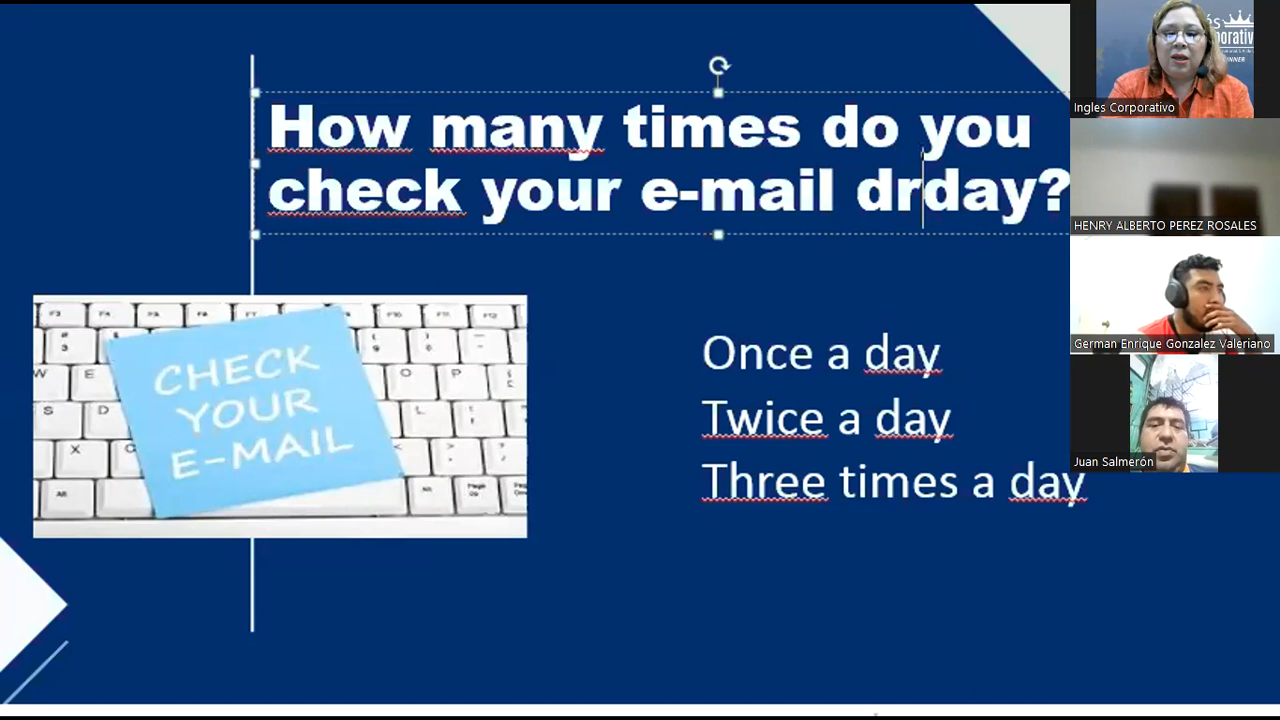 How many times do you
check your e-mail drday?
CHECK
YOUR
E-MAIL
Once a day
Twice a day
Three times a day
Ingles Corporativo
HENRY ALBERTO PEREZ ROSALES
German Enrique Gonzalez Valeriano
Juan Salmerón